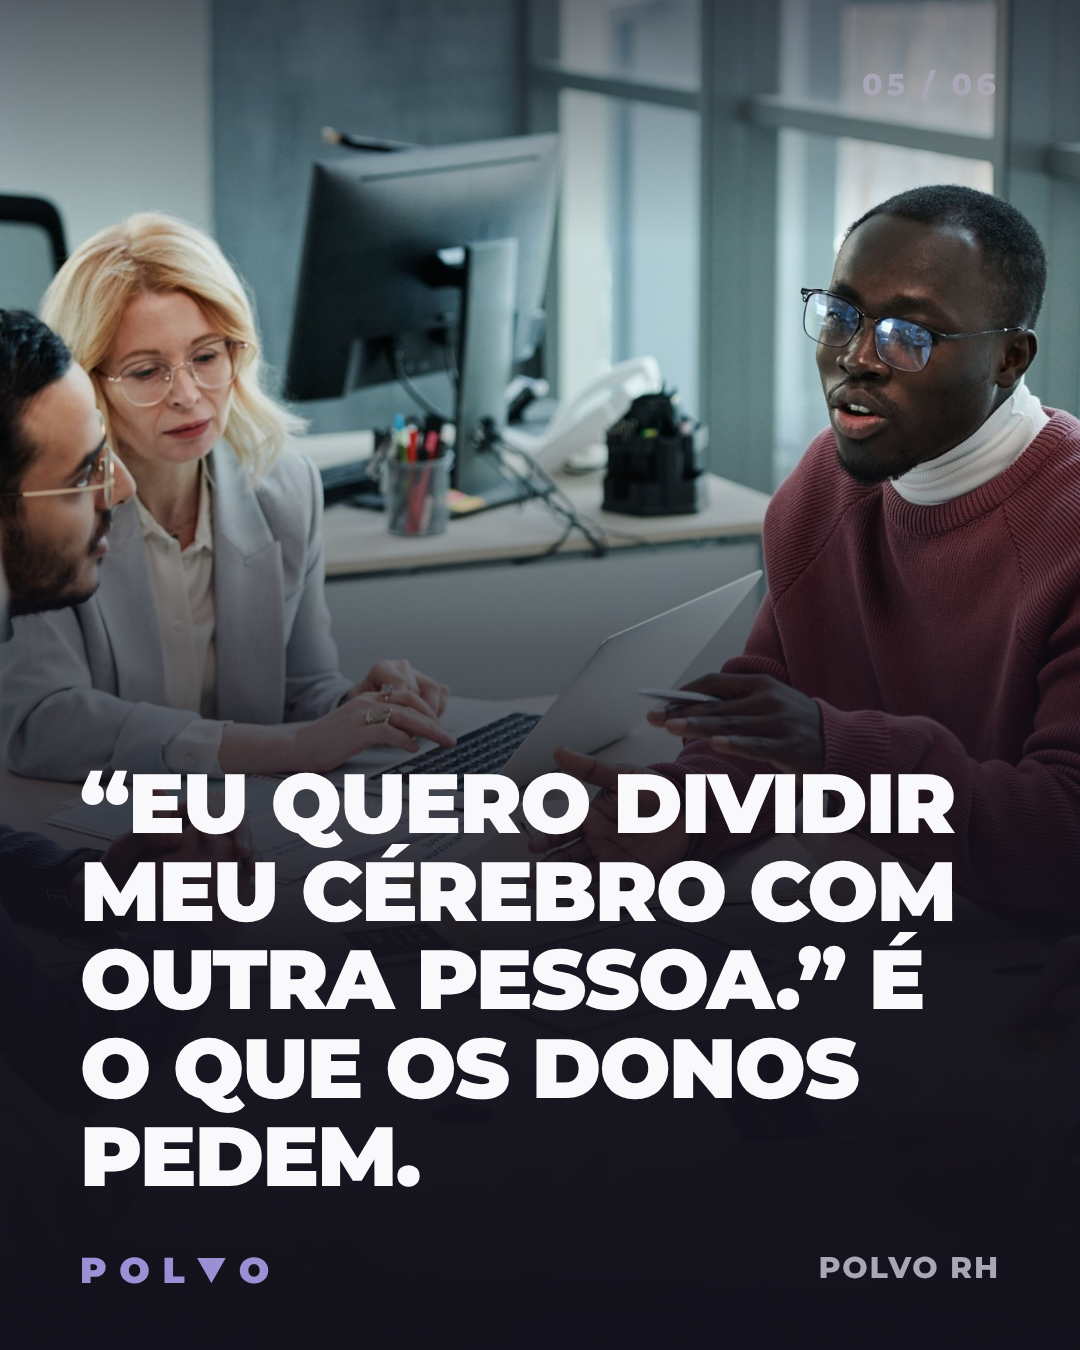 05 / 06
“EU QUERO DIVIDIR
MEU CÉREBRO COM
OUTRA PESSOA.” É
O QUE OS DONOS
PEDEM.
POLVO
POLVO RH